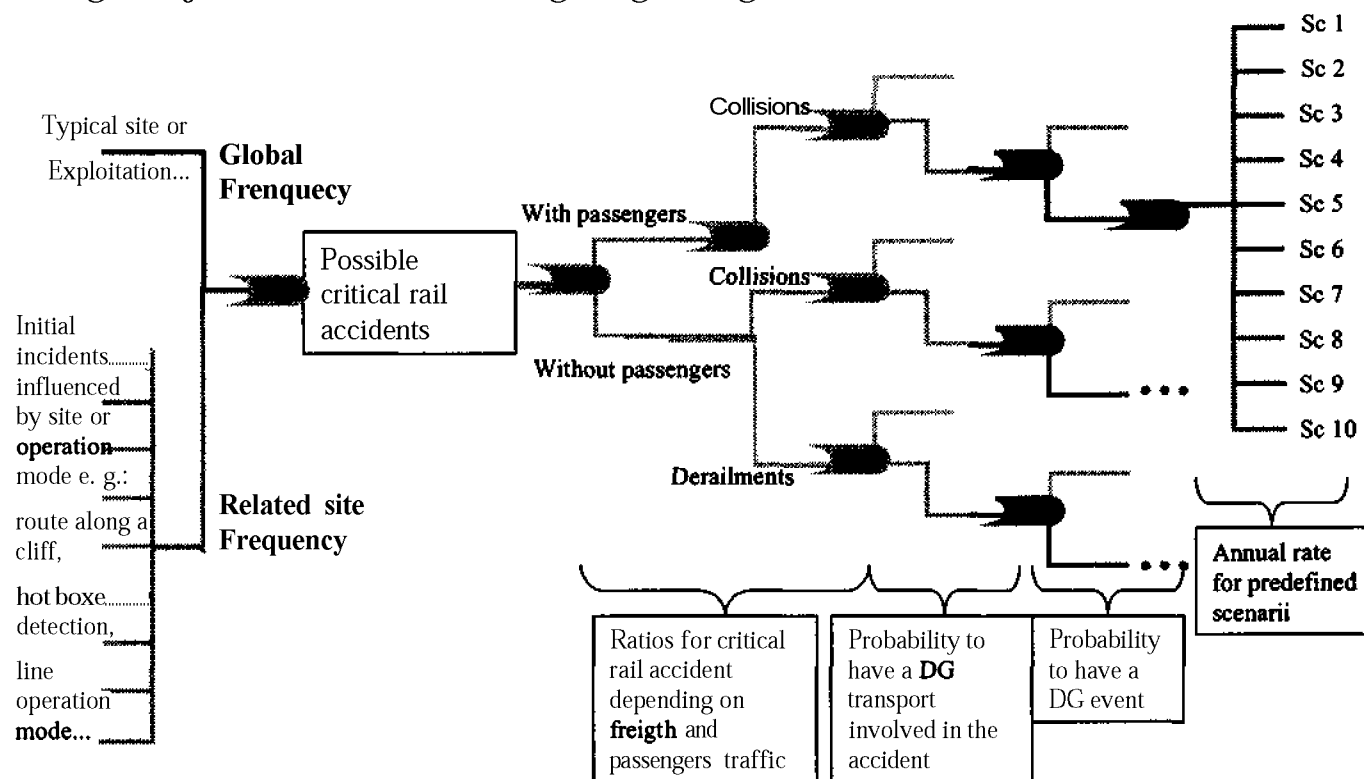 Typical site or
Exploitation...
Global
Frenquecy
Possible
critical rail
accidents
Initial
incidents
influenced
by site or
operation
mode e. g.:
route along a
cliff,
hot boxe
detection,
line
operation
mode...
Related site
Frequency
With passengers
Without passengers
Collisions
Collisions
Derailments
Sc 1
Sc 2
Sc 3
Sc 4
Sc 5
Sc 6
Sc 7
Sc 8
Sc 9
Sc 10
Ratios for critical
rail accident
depending on
freigth and
passengers traffic
Probability to
have a DG
transport
involved in the
accident
Probability
to have a
DG event
Annual rate
for predefined
scenarii